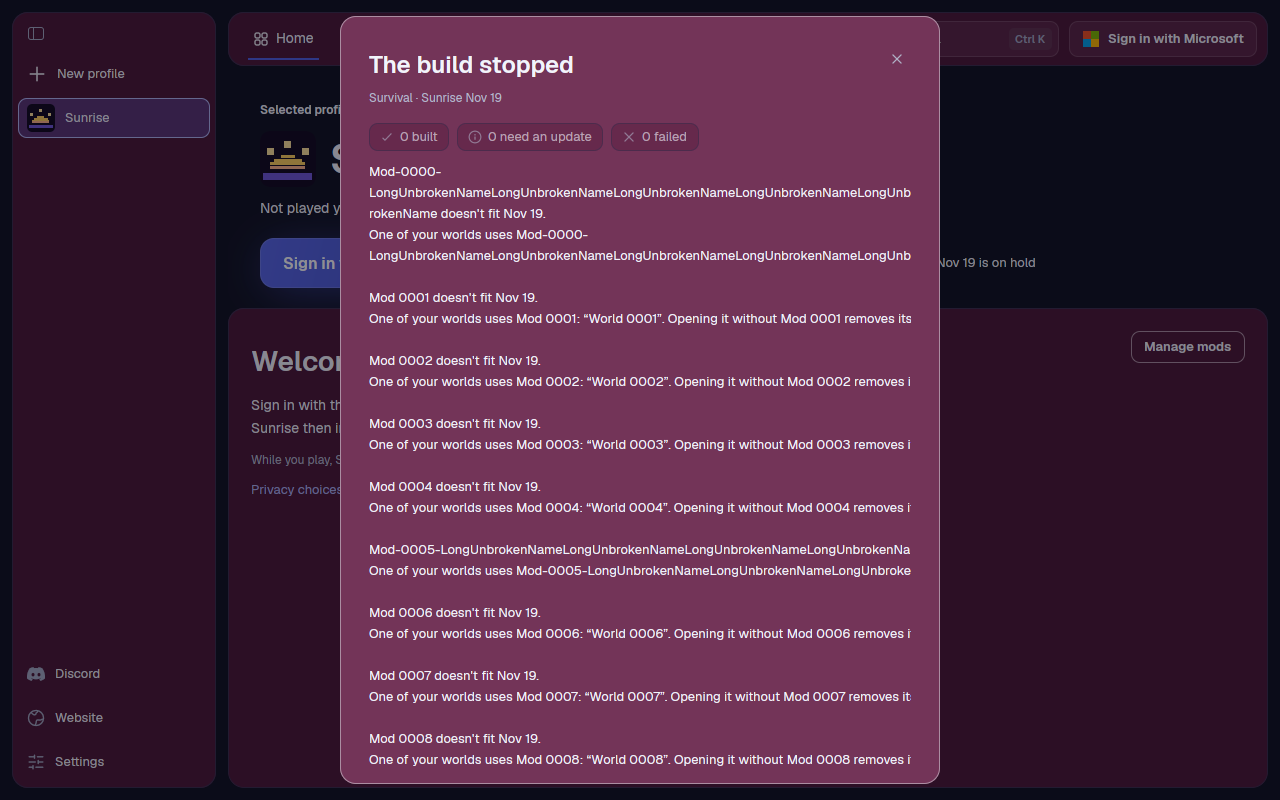 New profile
Sunrise
Discord
Website
Settings
Home
Ctrl K
Sign in with Microsoft
Selected profi
S
Not played y
Sign in
Nov 19 is on hold
Welcor
Manage mods
Sign in with th
Sunrise then i
While you play, S
Privacy choices
The build stopped
Survival · Sunrise Nov 19
0 built
0 need an update
0 failed
Mod-0000-
LongUnbrokenNameLongUnbrokenNameLongUnbrokenNameLongUnbrokenNameLongUnb
rokenName doesn't fit Nov 19.
One of your worlds uses Mod-0000-
LongUnbrokenNameLongUnbrokenNameLongUnbrokenNameLongUnbrokenNameLongUnb
Mod 0001 doesn't fit Nov 19.
One of your worlds uses Mod 0001: “World 0001”. Opening it without Mod 0001 removes its
Mod 0002 doesn't fit Nov 19.
One of your worlds uses Mod 0002: “World 0002”. Opening it without Mod 0002 removes i
Mod 0003 doesn't fit Nov 19.
One of your worlds uses Mod 0003: “World 0003”. Opening it without Mod 0003 removes i
Mod 0004 doesn't fit Nov 19.
One of your worlds uses Mod 0004: “World 0004”. Opening it without Mod 0004 removes i
Mod-0005-LongUnbrokenNameLongUnbrokenNameLongUnbrokenNameLongUnbrokenNa
One of your worlds uses Mod-0005-LongUnbrokenNameLongUnbrokenNameLongUnbroke
Mod 0006 doesn't fit Nov 19.
One of your worlds uses Mod 0006: “World 0006”. Opening it without Mod 0006 removes i
Mod 0007 doesn't fit Nov 19.
One of your worlds uses Mod 0007: “World 0007”. Opening it without Mod 0007 removes its
Mod 0008 doesn't fit Nov 19.
One of your worlds uses Mod 0008: “World 0008”. Opening it without Mod 0008 removes i